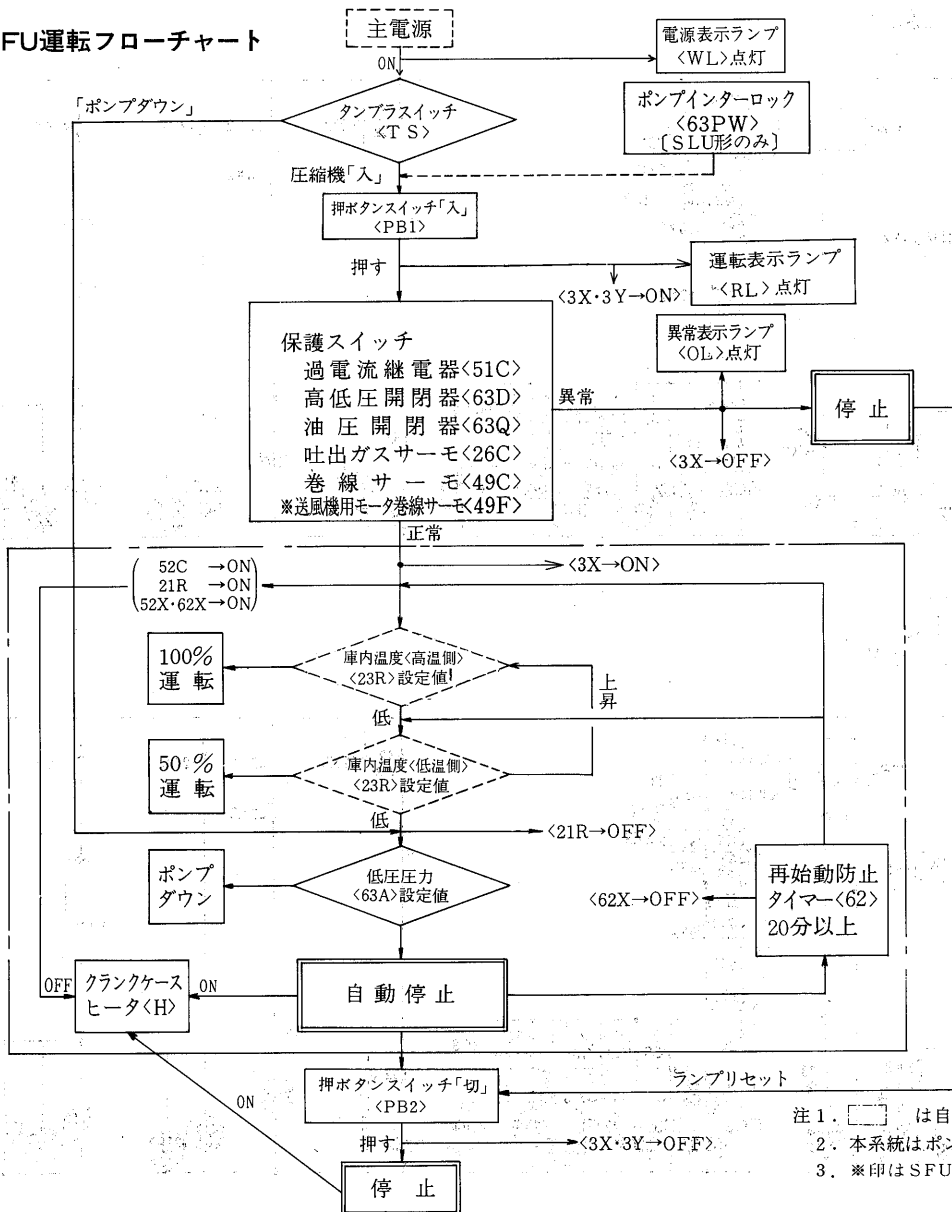 FU運転フローチャート
主電源
ON
電源表示ランプ
<WL>点灯
「ポンプダウン」
タンブラスイッチ
<TS>
ポンプインターロック
<63PW>
〔SLU形のみ〕
圧縮機「入」
押ボタンスイッチ「入」
<PB1>
押す
運転表示ランプ
<RL>点灯
<3X・3Y→ON>
保護スイッチ
過電流継電器<51C>
高低圧開閉器<63D>
油圧開閉器<63Q>
吐出ガスサーモ<26C>
巻線サーモ<49C>
※送風機用モータ巻線サーモ<49F>
異常表示ランプ
<OL>点灯
異常
停止
<3X→OFF>
正常
<3X→ON>
52C →ON
21R →ON
52X・62X→ON
100%
運転
庫内温度<高温側>
<23R>設定値
上昇
低
50%
運転
庫内温度<低温側>
<23R>設定値
低
<21R→OFF>
ポンプ
ダウン
低圧圧力
<63A>設定値
<62X→OFF>
再始動防止
タイマー<62>
20分以上
OFF
クランクケース
ヒータ<H>
ON
自動停止
ランプリセット
押ボタンスイッチ「切」
<PB2>
ON
押す
<3X・3Y→OFF>
停止
注1. は自
2. 本系統はポン
3. ※印はSFU